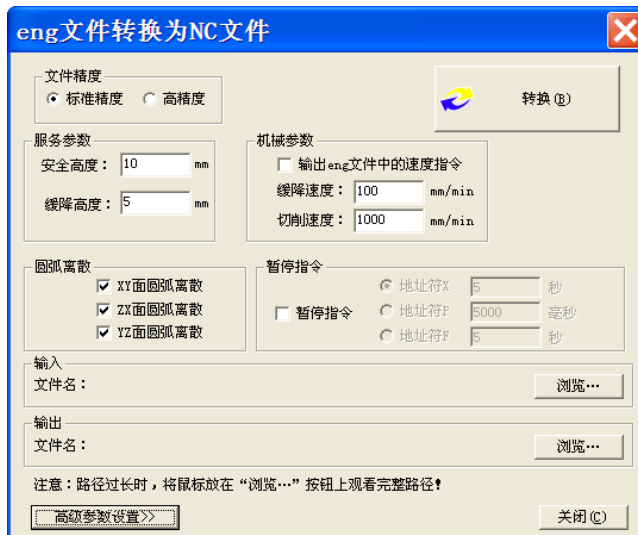 eng文件转换为NC文件
文件精度
标准精度 高精度
转换(B)
服务参数
安全高度： 10 mm
缓降高度： 5 mm
机械参数
输出eng文件中的速度指令
缓降速度： 100 mm/min
切削速度： 1000 mm/min
圆弧离散
XY面圆弧离散
ZX面圆弧离散
YZ面圆弧离散
暂停指令
暂停指令
地址符X 5 秒
地址符P 5000 毫秒
地址符F 5 秒
输入
文件名： 浏览…
输出
文件名： 浏览…
注意：路径过长时，将鼠标放在“浏览…”按钮上观看完整路径！
高级参数设置>> 关闭(C)